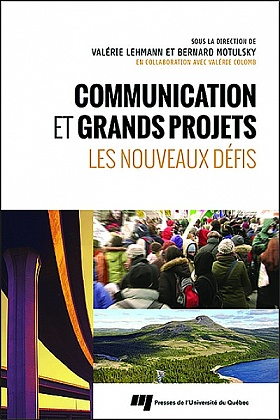 SOUS LA DIRECTION DE
VALÉRIE LEHMANN ET BERNARD MOTULSKY
EN COLLABORATION AVEC VALÉRIE COLOMB
COMMUNICATION
ET GRANDS PROJETS
LES NOUVEAUX DÉFIS
Presses de l'Université du Québec